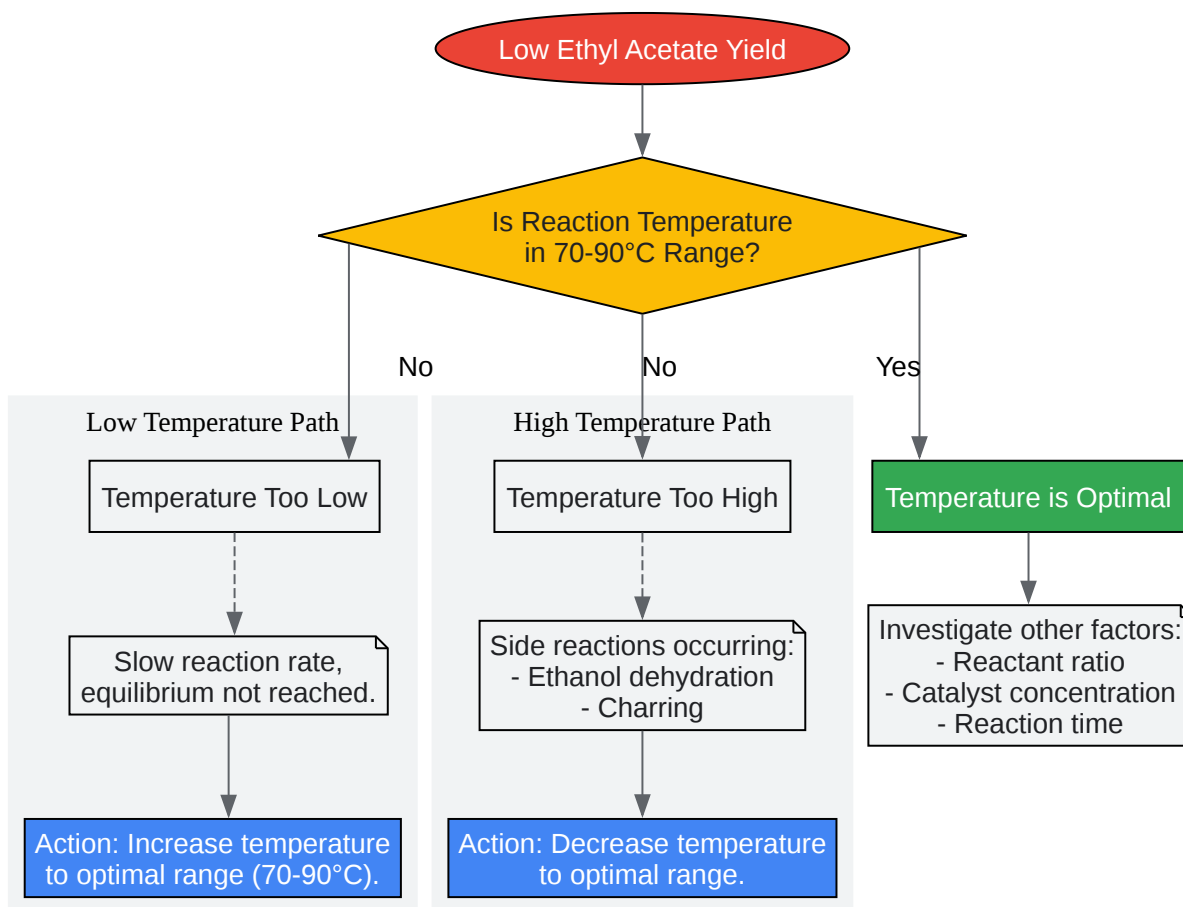 Low Ethyl Acetate Yield
Is Reaction Temperature
in 70-90°C Range?
No
No
Yes
Low Temperature Path
High Temperature Path
Temperature Too Low
Temperature Too High
Temperature is Optimal
Slow reaction rate,
equilibrium not reached.
Side reactions occurring:
- Ethanol dehydration
- Charring
Investigate other factors:
- Reactant ratio
- Catalyst concentration
- Reaction time
Action: Increase temperature
to optimal range (70-90°C).
Action: Decrease temperature
to optimal range.